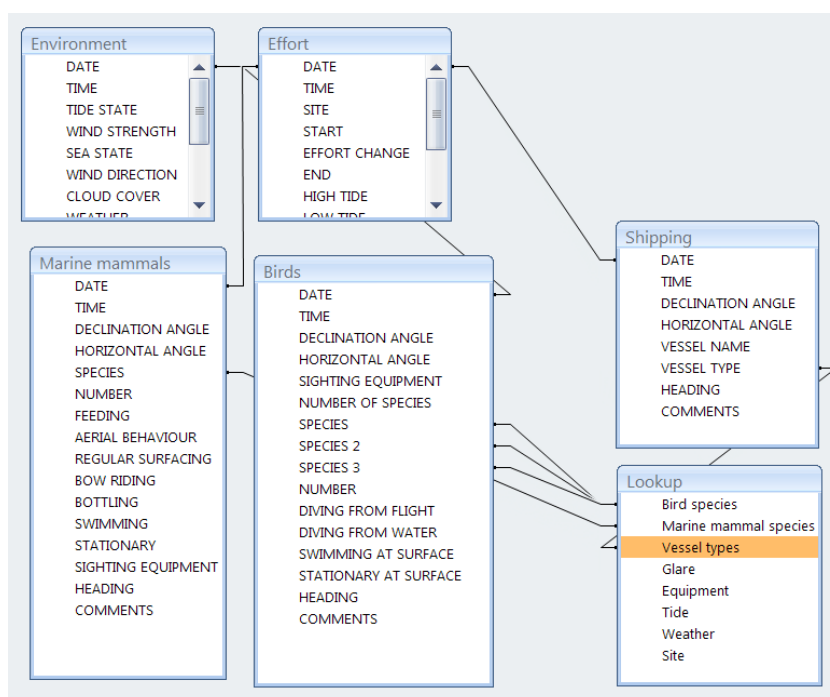 Environment
DATE
TIME
TIDE STATE
WIND STRENGTH
SEA STATE
WIND DIRECTION
CLOUD COVER
WEATHER
Effort
DATE
TIME
SITE
START
EFFORT CHANGE
END
HIGH TIDE
LOW TIDE
Marine mammals
DATE
TIME
DECLINATION ANGLE
HORIZONTAL ANGLE
SPECIES
NUMBER
FEEDING
AERIAL BEHAVIOUR
REGULAR SURFACING
BOW RIDING
BOTTLING
SWIMMING
STATIONARY
SIGHTING EQUIPMENT
HEADING
COMMENTS
Birds
DATE
TIME
DECLINATION ANGLE
HORIZONTAL ANGLE
SIGHTING EQUIPMENT
NUMBER OF SPECIES
SPECIES
SPECIES 2
SPECIES 3
NUMBER
DIVING FROM FLIGHT
DIVING FROM WATER
SWIMMING AT SURFACE
STATIONARY AT SURFACE
HEADING
COMMENTS
Shipping
DATE
TIME
DECLINATION ANGLE
HORIZONTAL ANGLE
VESSEL NAME
VESSEL TYPE
HEADING
COMMENTS
Lookup
Bird species
Marine mammal species
Vessel types
Glare
Equipment
Tide
Weather
Site